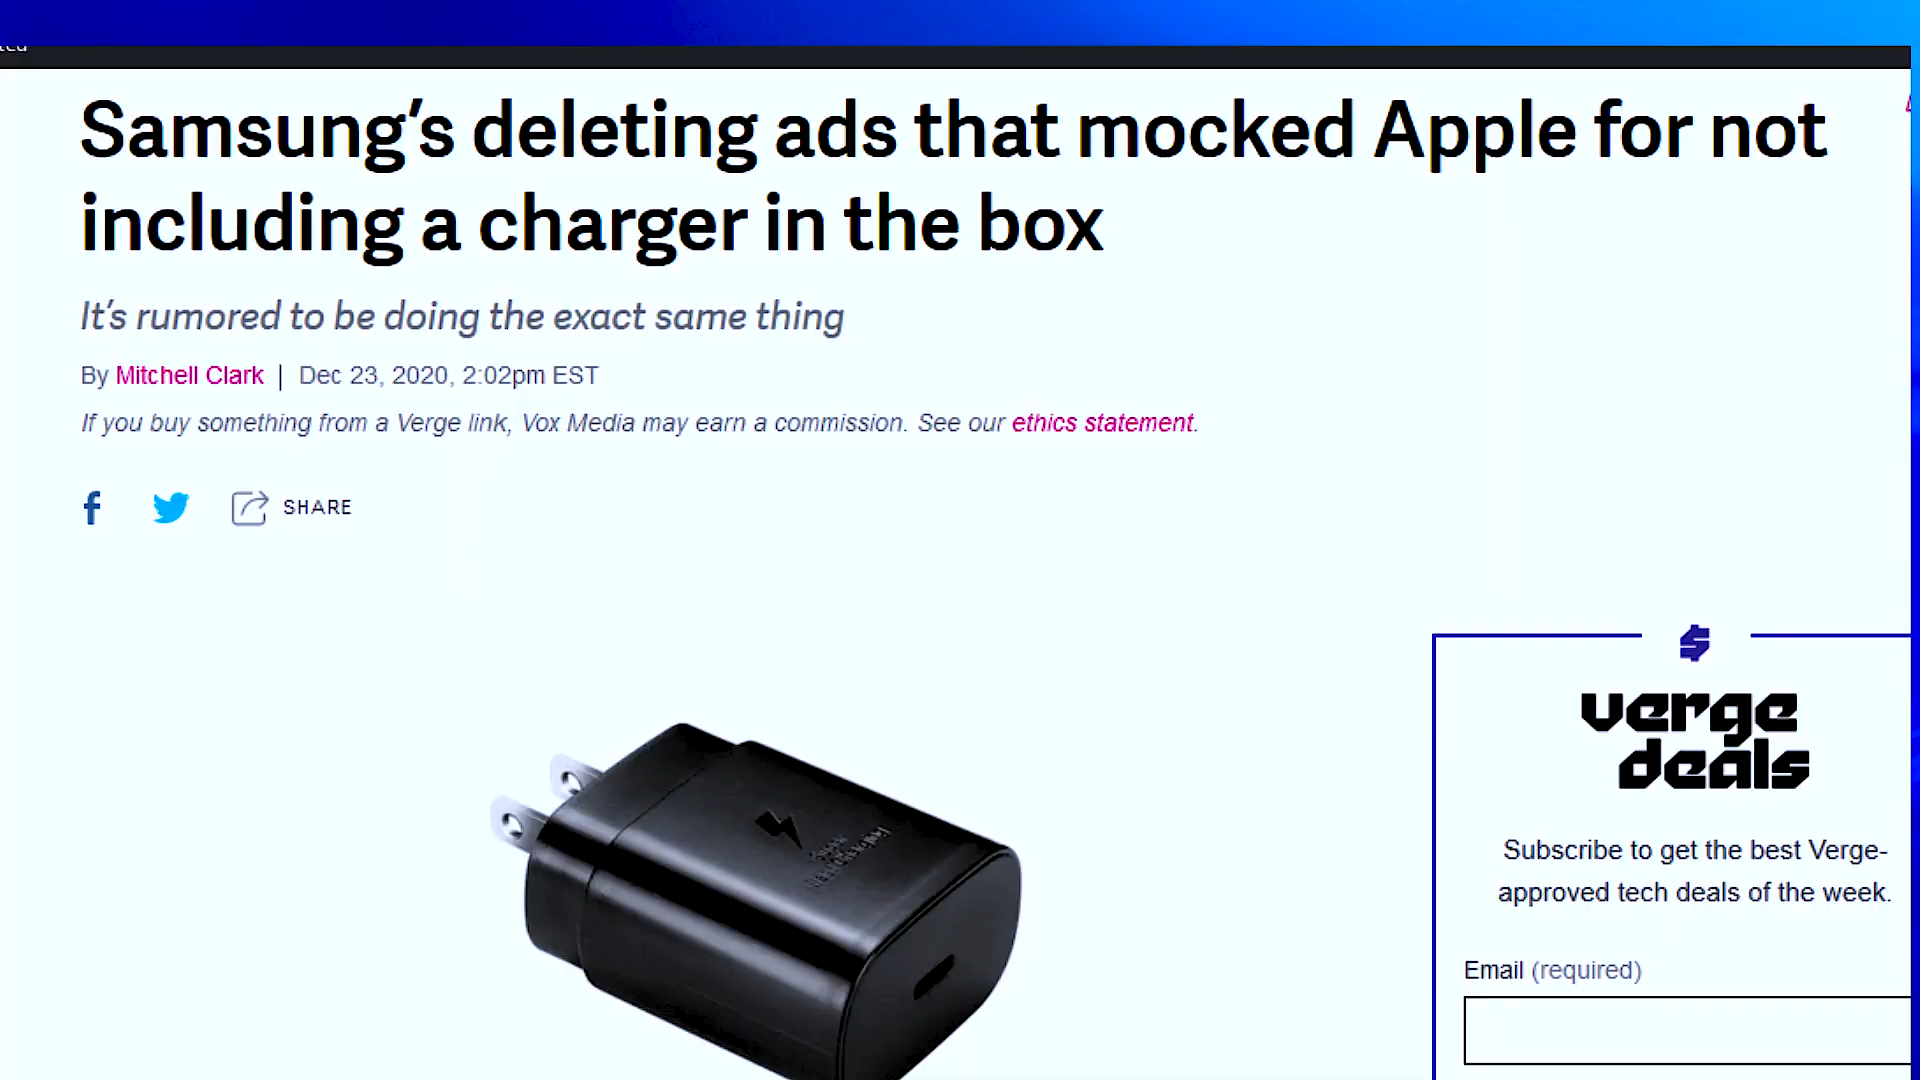 Samsung's deleting ads that mocked Apple for not
including a charger in the box
It's rumored to be doing the exact same thing
By Mitchell Clark | Dec 23, 2020, 2:02pm EST
If you buy something from a Verge link, Vox Media may earn a commission. See our ethics statement.
f SHARE
$
verge
deals
Subscribe to get the best Verge-
approved tech deals of the week.
Email (required)